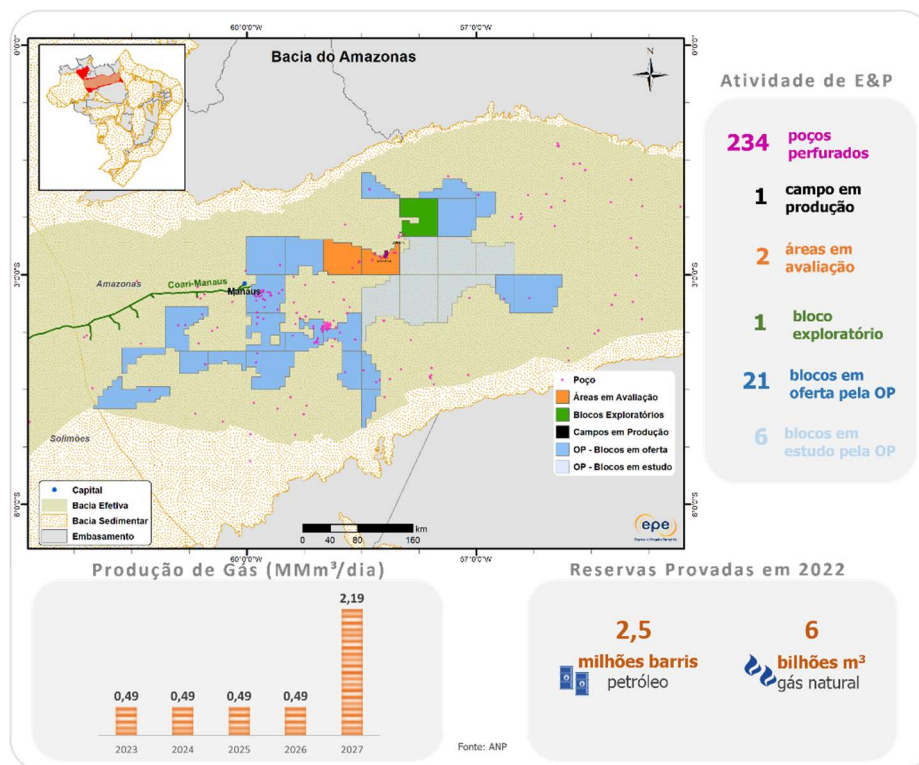 Bacia do Amazonas
60°0'0"W
57°0'0"W
0°0'0"
3°0'0"S
6°0'0"S
N
Amazonas
Coari-Manaus
Manaus
Solimões
Capital
Bacia Efetiva
Bacia Sedimentar
Embasamento
Poço
Áreas em Avaliação
Blocos Exploratórios
Campos em Produção
OP - Blocos em oferta
OP - Blocos em estudo
km
0 40 80 160
60°0'0"W
57°0'0"W
epe
Atividade de E&P
234 poços
perfurados
1 campo em
produção
2 áreas em
avaliação
1 bloco
exploratório
21 blocos em
oferta pela OP
6 blocos em
estudo pela OP
Produção de Gás (MMm³/dia)
2,19
0,49 0,49 0,49 0,49
2023 2024 2025 2026 2027
Fonte: ANP
Reservas Provadas em 2022
2,5
milhões barris
petróleo
6
bilhões m³
gás natural